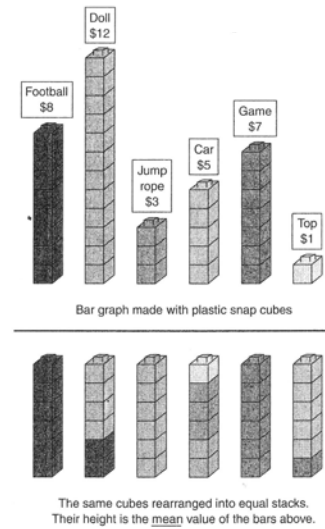 Doll
$12
Football
$8
Game
$7
Car
$5
Jump
rope
$3
Top
$1
Bar graph made with plastic snap cubes
The same cubes rearranged into equal stacks.
Their height is the mean value of the bars above.